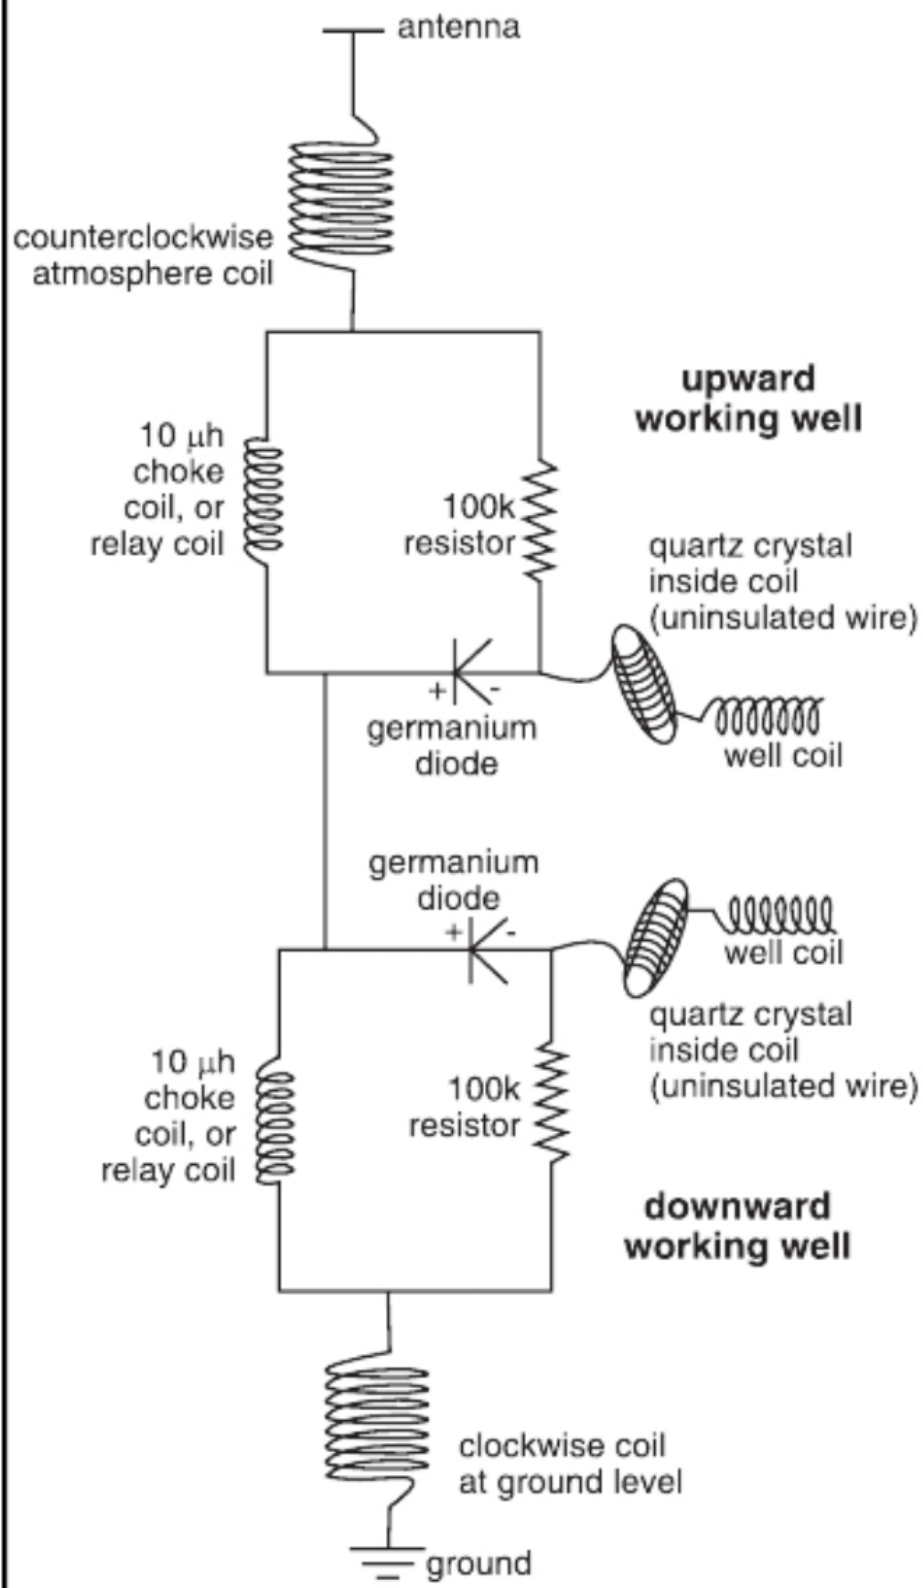 antenna
counterclockwise
atmosphere coil
upward
working well
10 μh
choke
coil, or
relay coil
100k
resistor
quartz crystal
inside coil
(uninsulated wire)
+ -
germanium
diode
well coil
germanium
diode
+ -
well coil
quartz crystal
inside coil
(uninsulated wire)
10 μh
choke
coil, or
relay coil
100k
resistor
downward
working well
clockwise coil
at ground level
ground